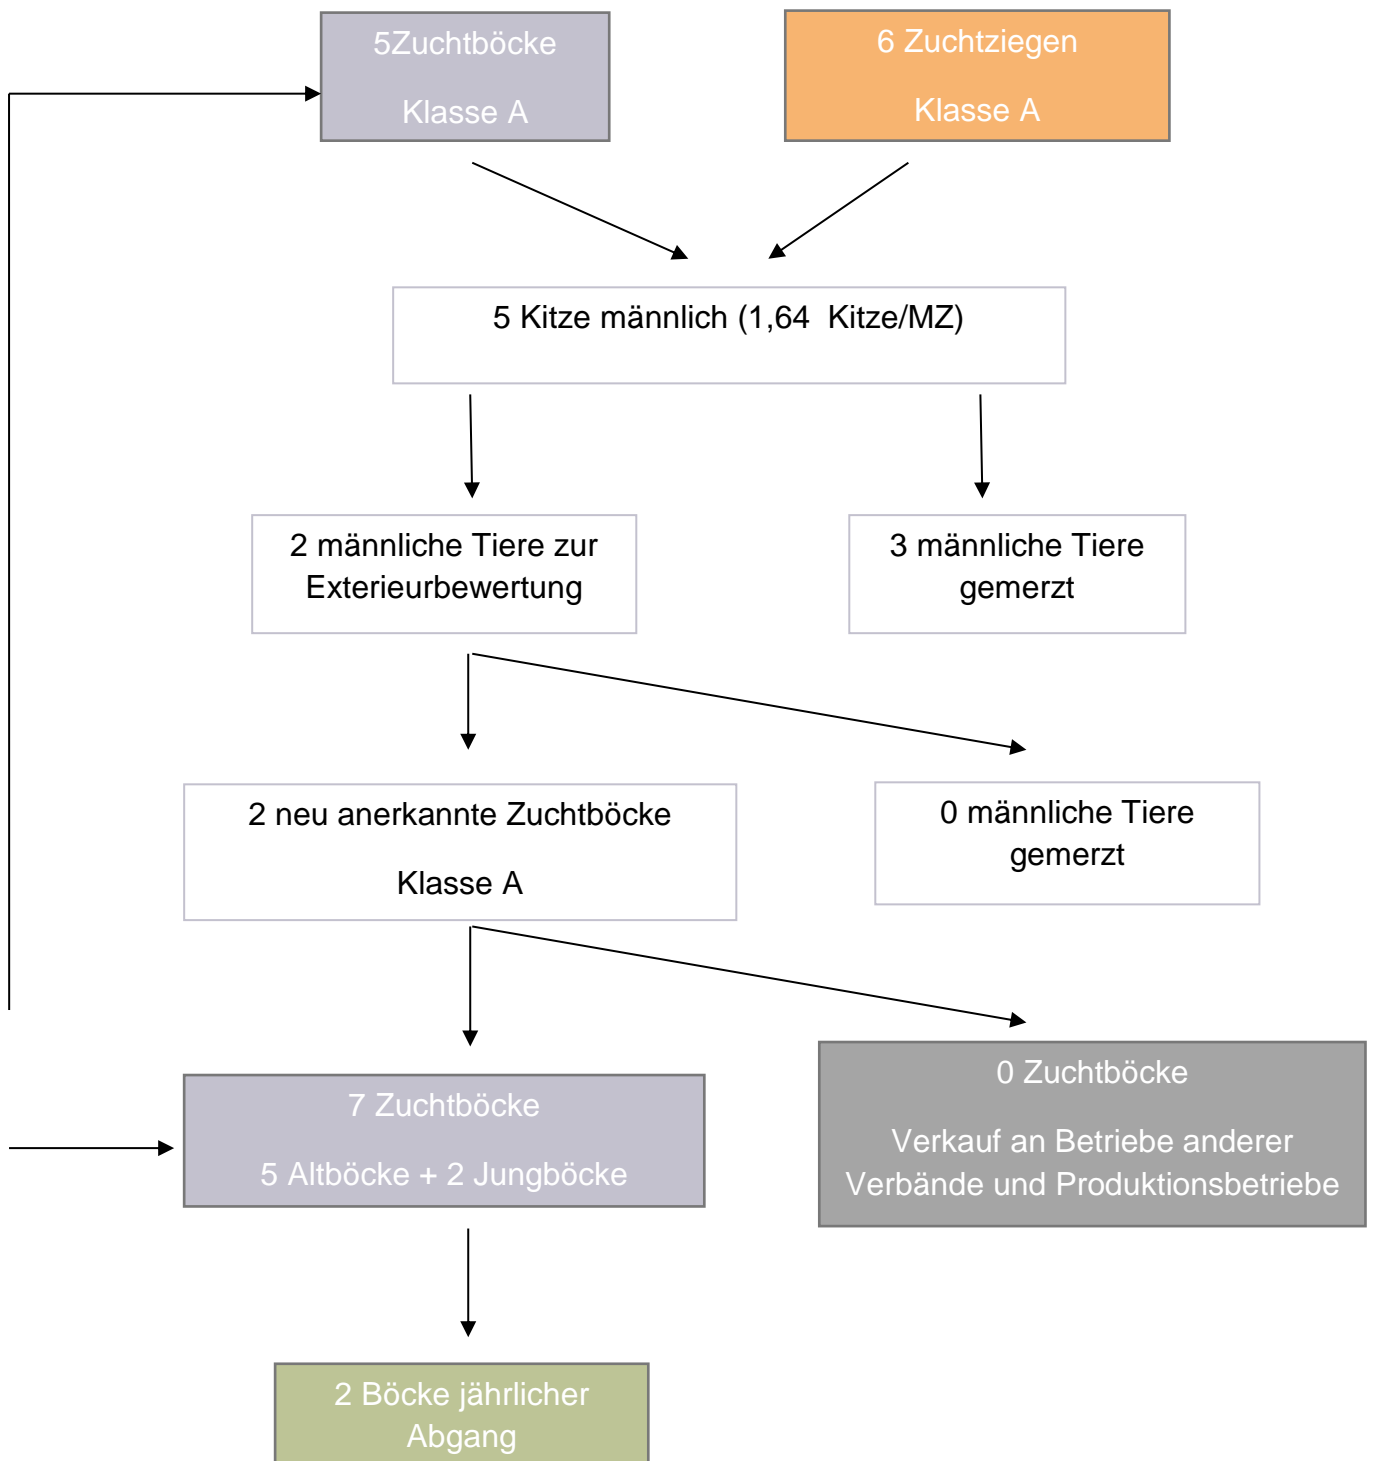 5Zuchtböcke
Klasse A
6 Zuchtziegen
Klasse A
5 Kitze männlich (1,64  Kitze/MZ)
2 männliche Tiere zur
Exterieurbewertung
3 männliche Tiere
gemerzt
2 neu anerkannte Zuchtböcke
Klasse A
0 männliche Tiere
gemerzt
7 Zuchtböcke
5 Altböcke + 2 Jungböcke
0 Zuchtböcke
Verkauf an Betriebe anderer
Verbände und Produktionsbetriebe
2 Böcke jährlicher
Abgang